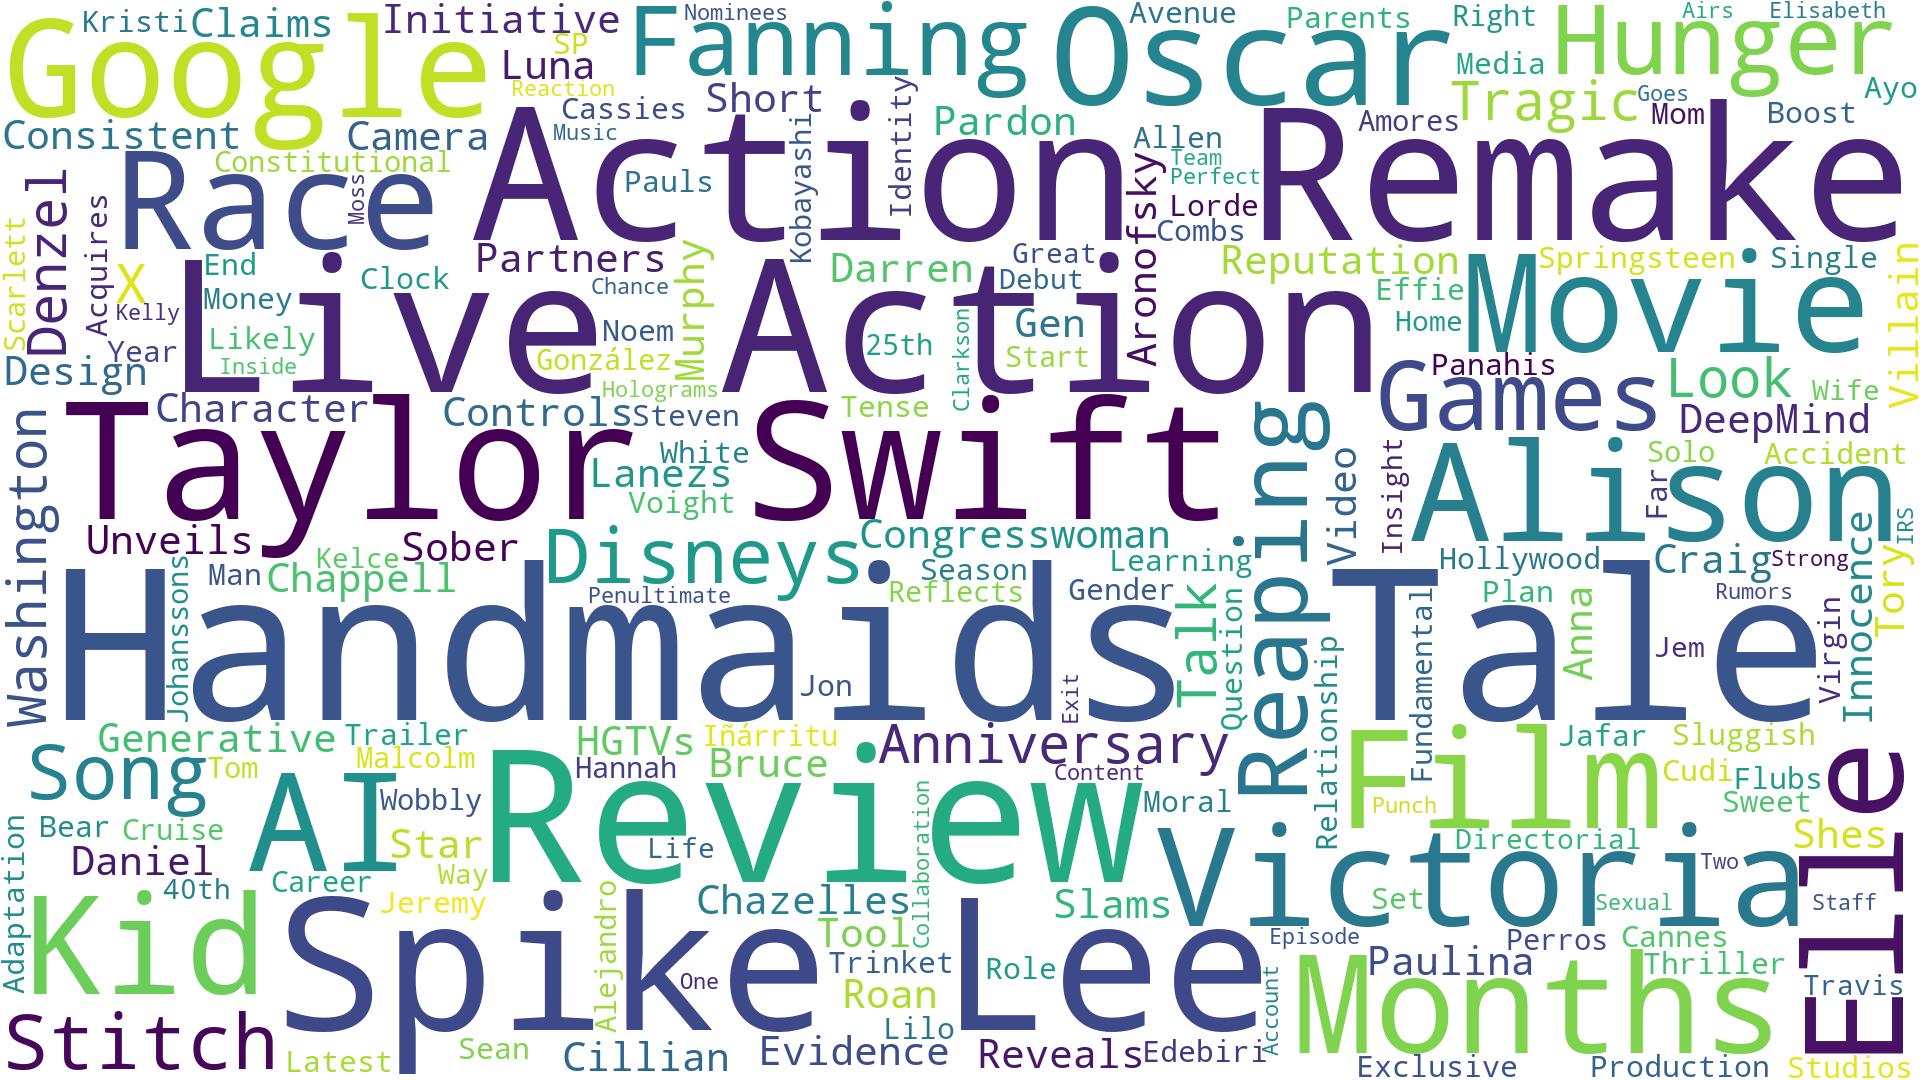 Google
Kristi
Claims
Initiative
SP
Luna
Reaction
Fanning
Nominees
Oscar
Avenue
Parents
Right
Media
Hunger
Airs
Elisabeth
Tragic
Goes
Mom
Boost
Ayo
Consistent
Camera
Cassies
Music
Short
Identity
Pardon
Allen
Amores
Constitutional
Race
Moss
Action
Pauls
Kobayashi
Team
Perfect
Lorde
Combs
Remake
Denzel
Acquires
Scarlett
X
End
Money
Kelly
Year
Likely
Inside
Clock
Partners
Chance
Noem
González
Holograms
Murphy
Darren
Great
Debut
Gen
Start
25th
Clarkson
Aronofsky
Reputation
Effie
Home
Springsteen
Single
Movie
Villain
Live Action
Design
Character
Controls
Steven
Tense
Panahis
Games
Look
Wife
DeepMind
Taylor Swift
White
Lanezs
Voight
Reaping
Video
Insight
Solo
Far
Accident
Alison
IRS
Washington
Unveils
Sober
Kelce
Man
Chappell
Disneys
Congresswoman
Season
Learning
Reflects
Gender
Penultimate
Hollywood
Craig
Strong
Plan
Rumors
Anna
Jem
Virgin
Innocence
Tory
Johanssons
Handmaids Tale
Jon
Exit
Talk
Question
Relationship
Fundamental
Generative
Trailer
HGTVs
Iñárritu
Anniversary
Song
Tom
Malcolm
Hannah
Bruce
Content
Film
Jafar
Sluggish
Cudi
Flubs
Sweet
Punch
Elle
AI
Wobbly
Review
Moral
Bear
Cruise
Star
Life
Collaboration
Victoria
Directorial
Two
Shes
Adaptation
Daniel
40th
Career
Way
Jeremy
Chazelles
Slams
Set
Sexual
Staff
Kid
Spike Lee
Alejandro
One
Tool
Trinket
Roan
Lilo
Role
Account
Episode
Paulina
Perros
Cannes
Thriller
Travis
Months
Stitch
Latest
Sean
Cillian
Evidence
Reveals
Edebiri
Exclusive
Production
Studios